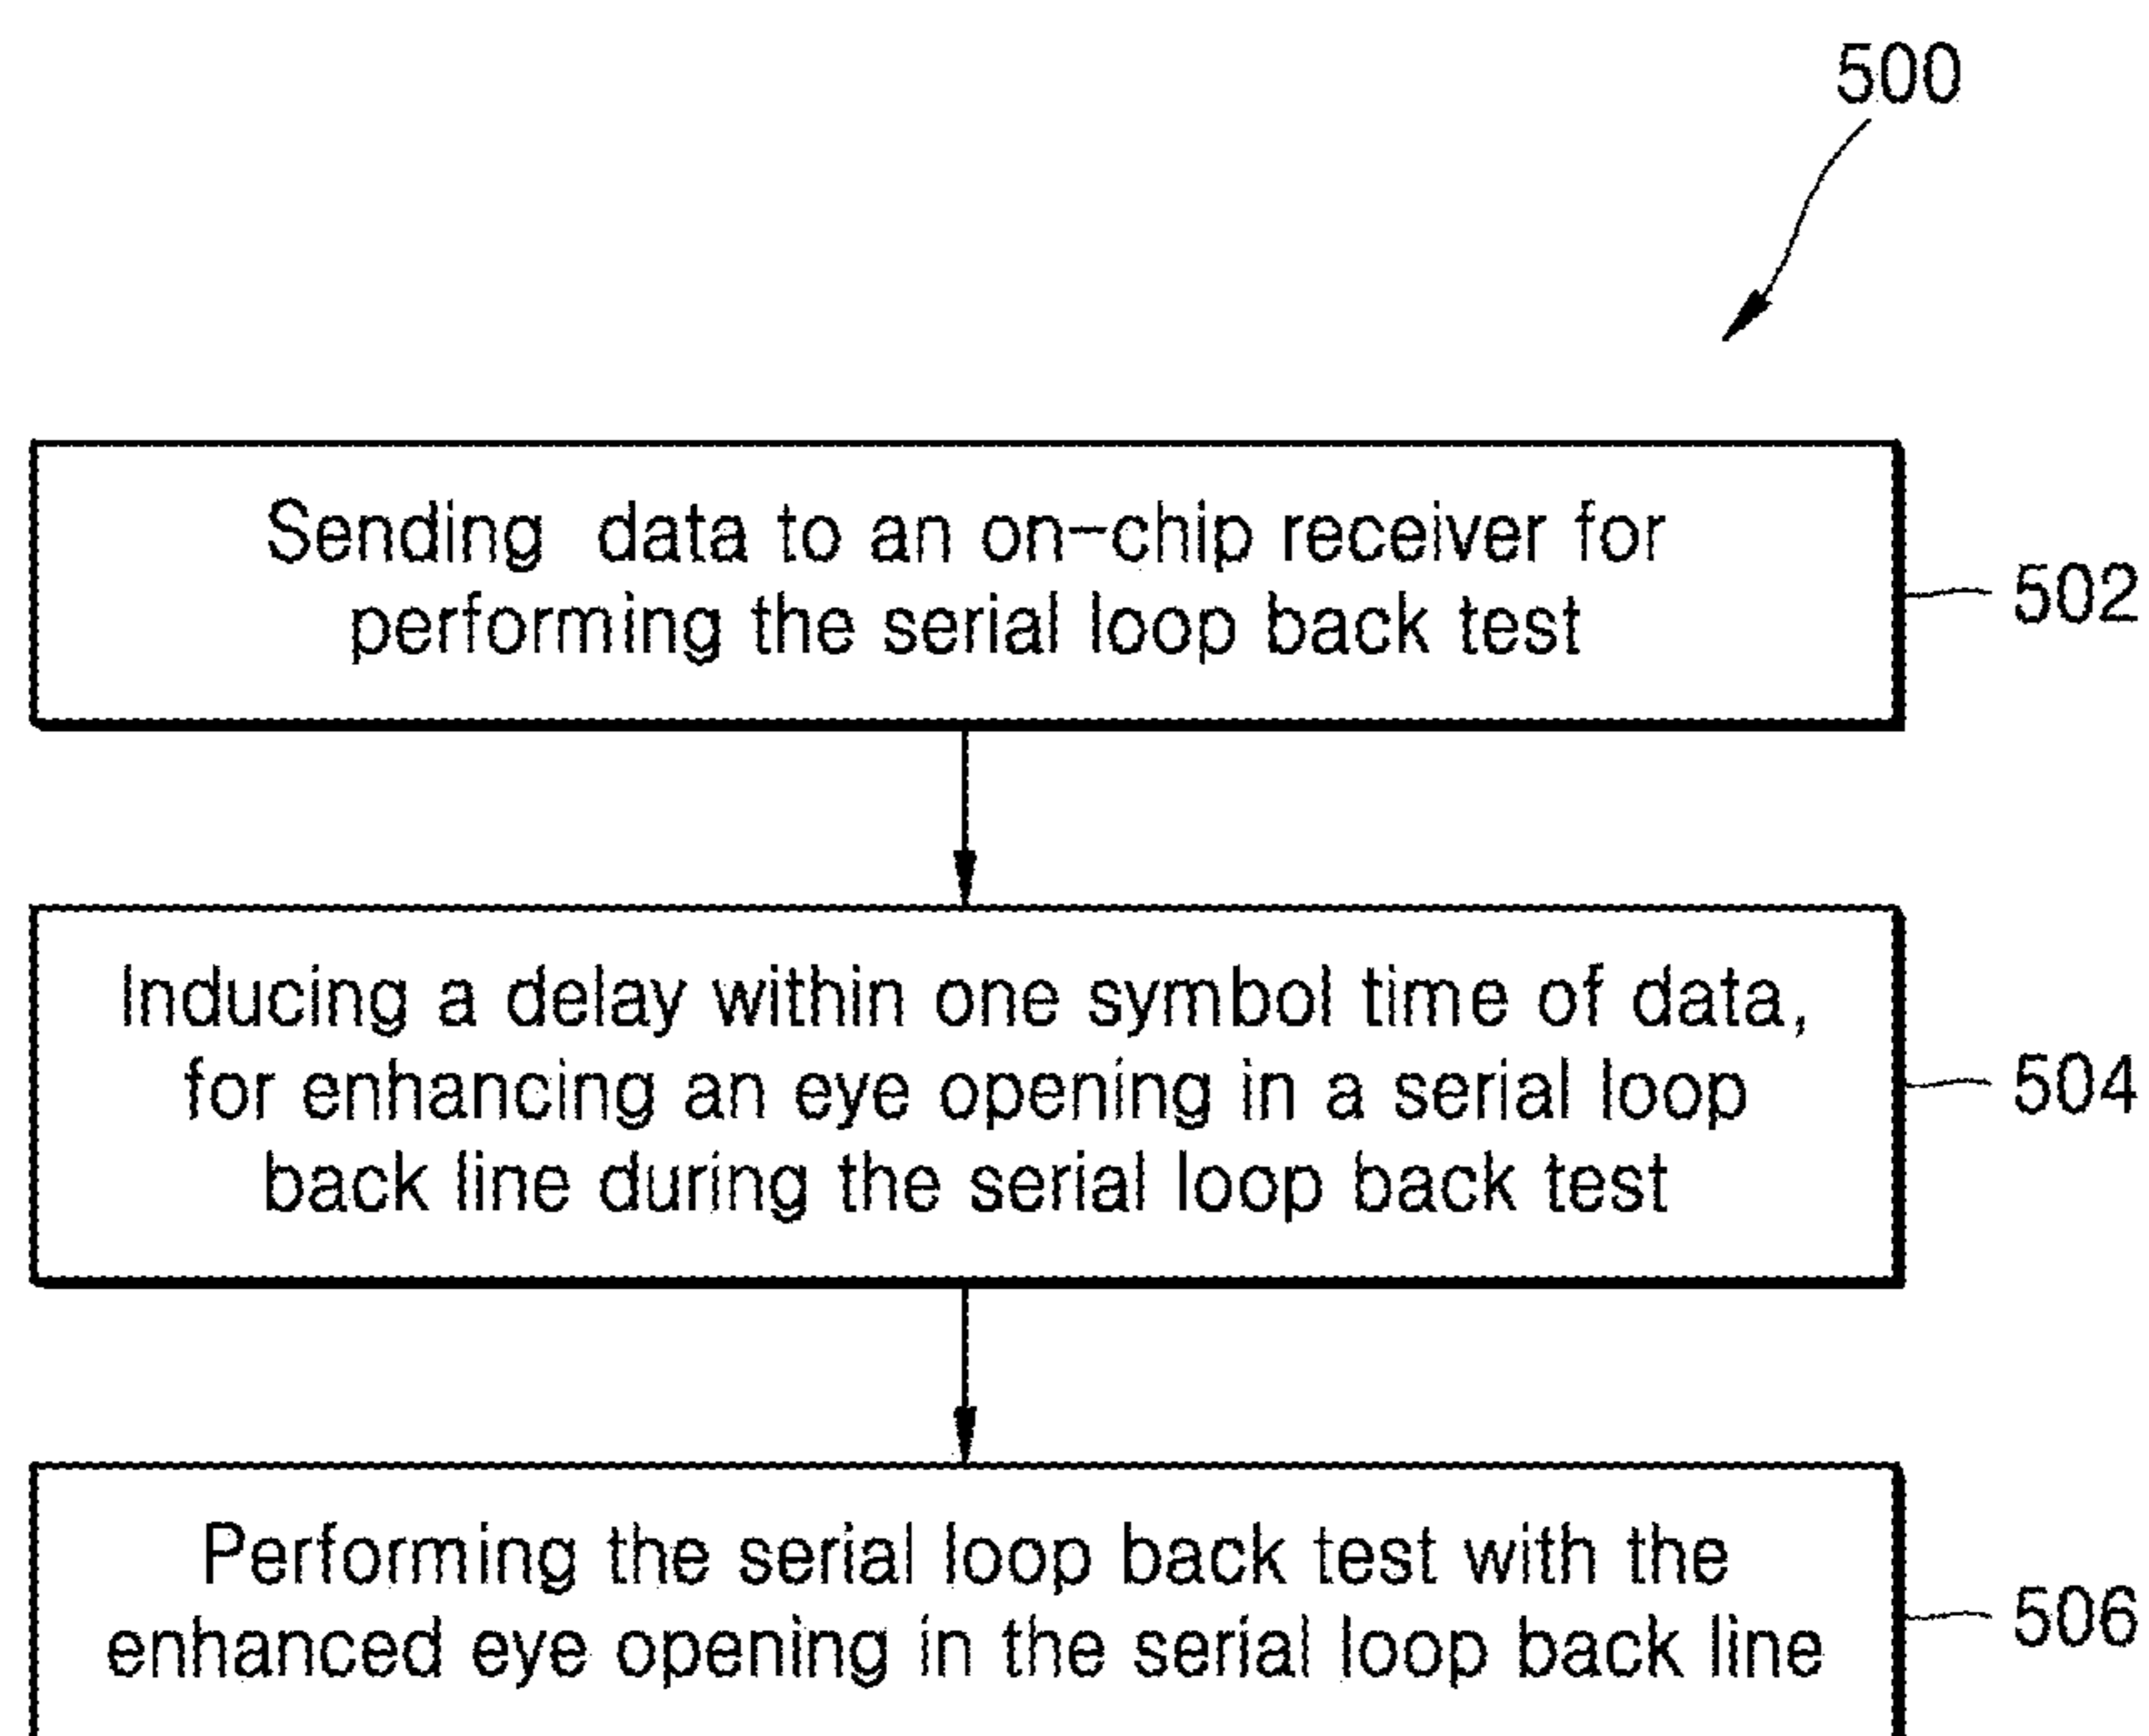 500
Sending data to an on-chip receiver for
performing the serial loop back test
502
Inducing a delay within one symbol time of data,
for enhancing an eye opening in a serial loop
back line during the serial loop back test
504
Performing the serial loop back test with the
enhanced eye opening in the serial loop back line
506